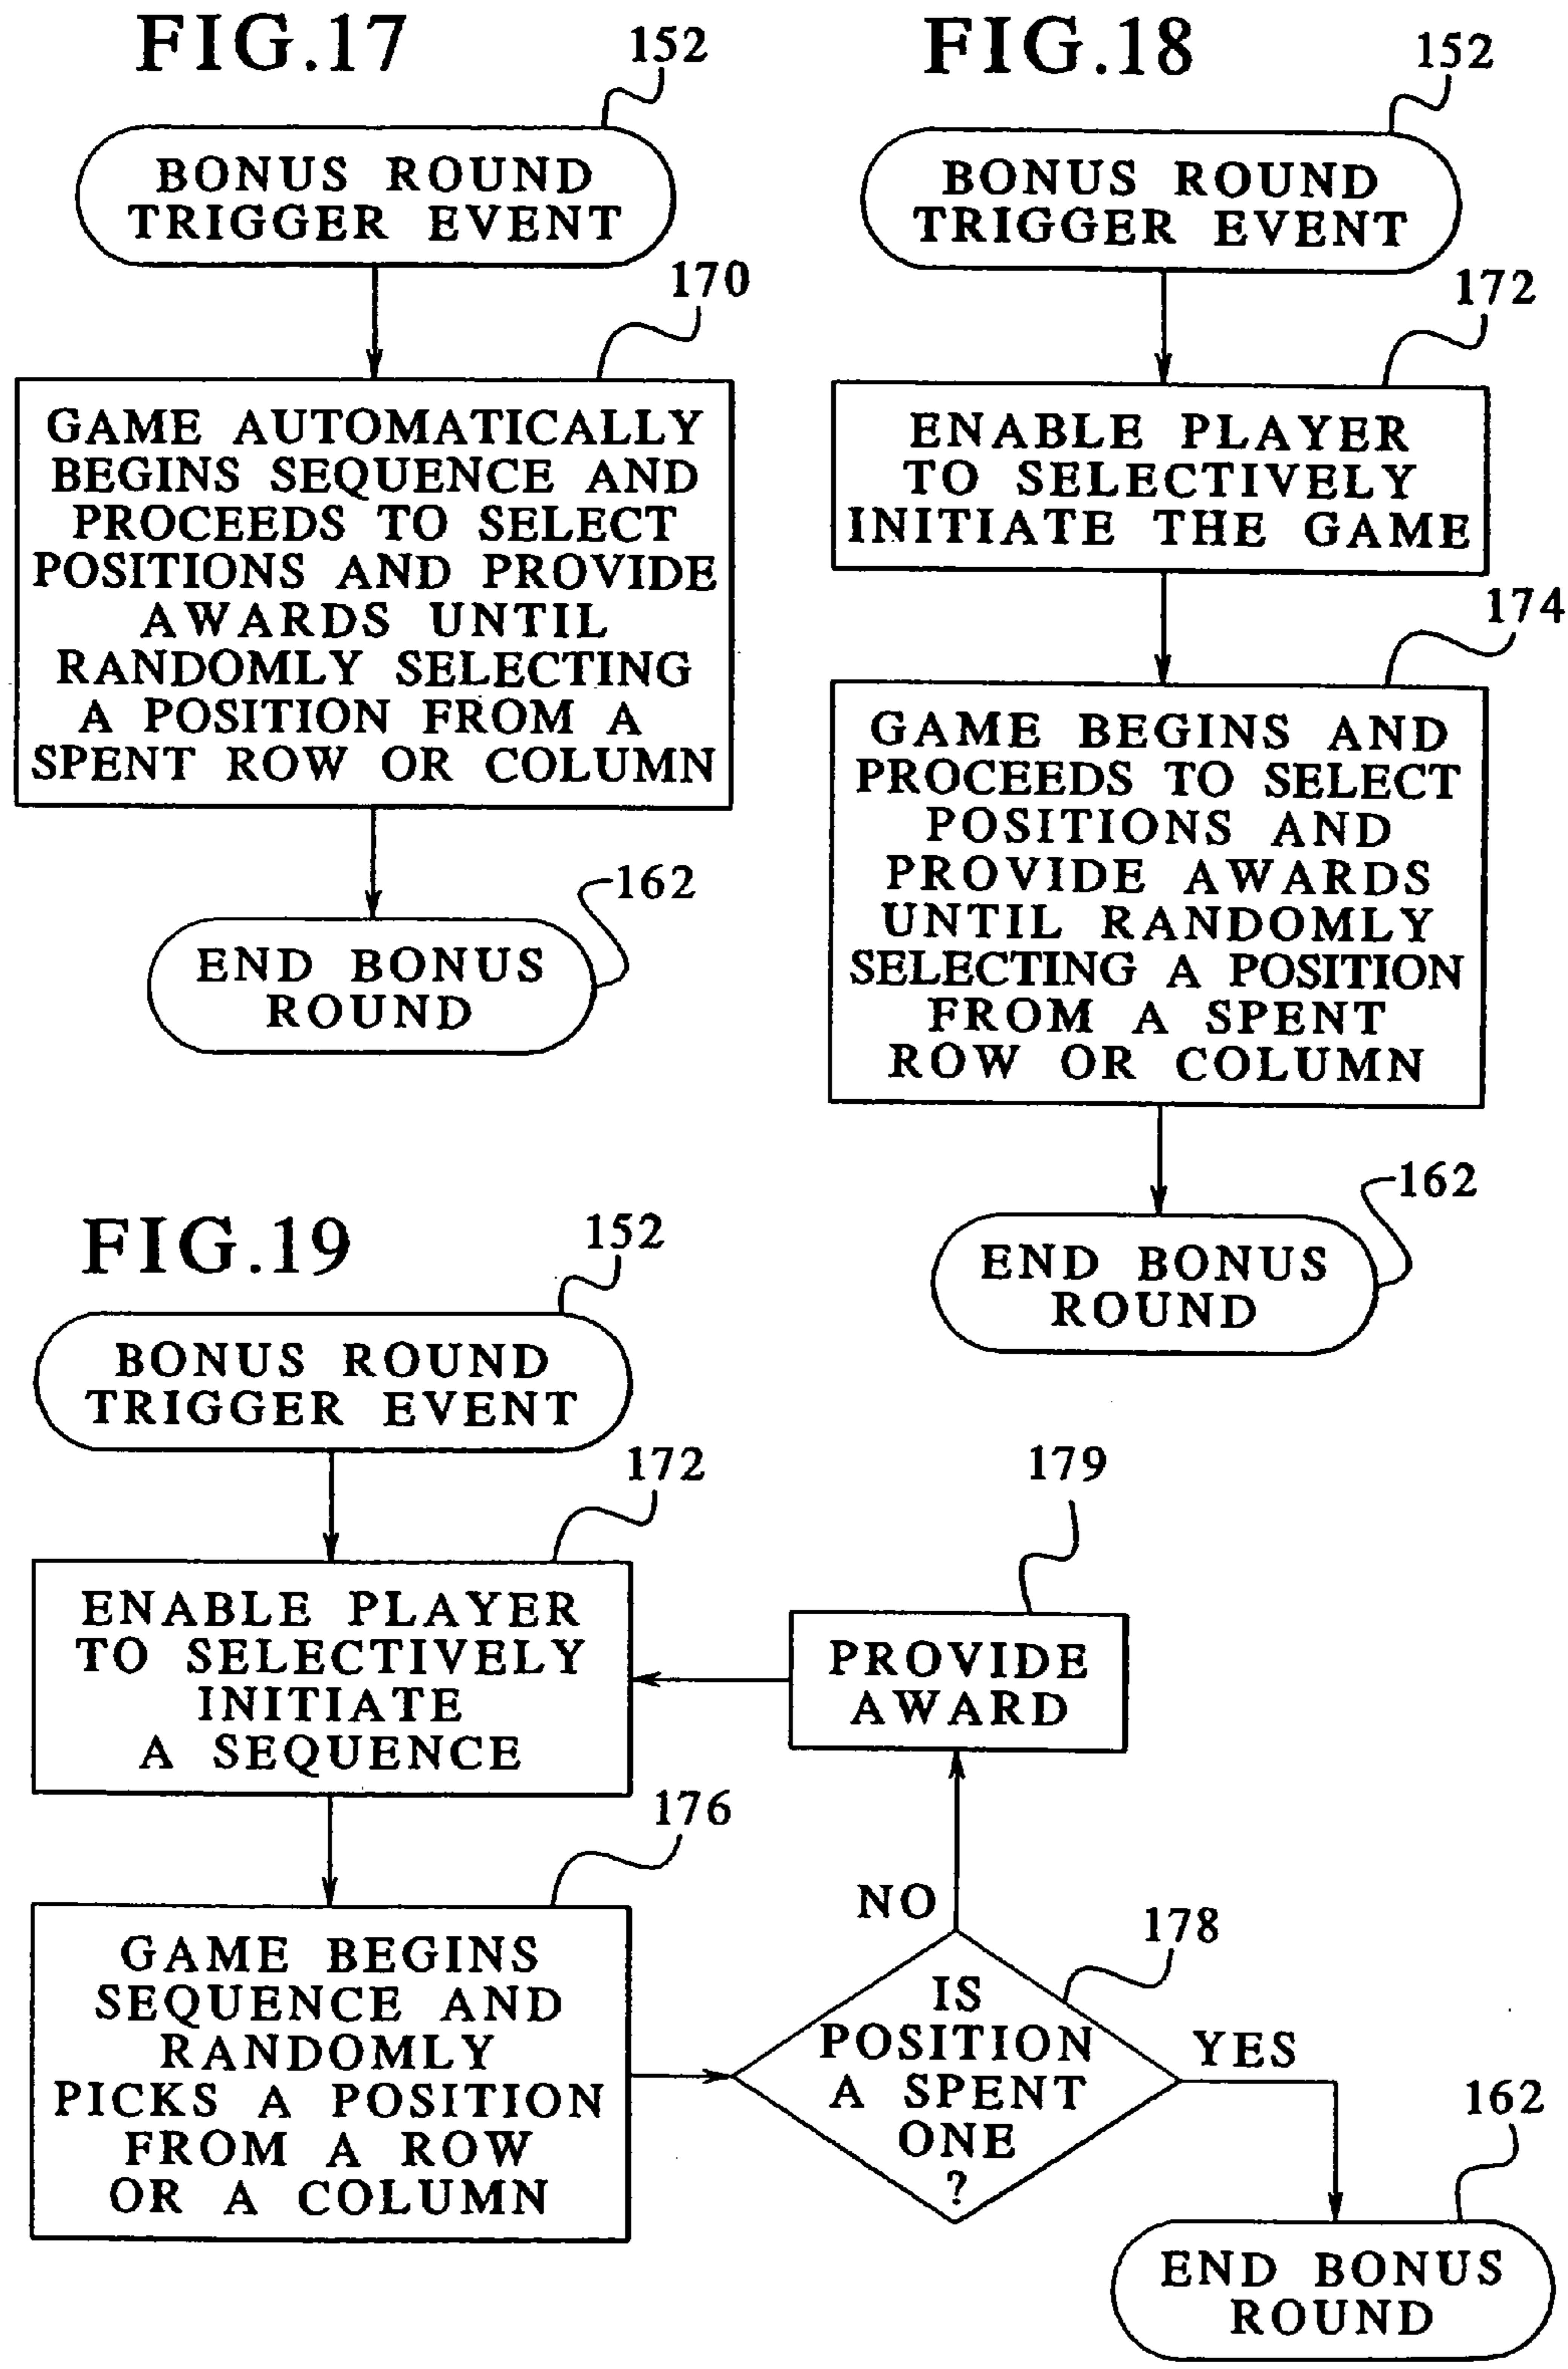 FIG.17
152
BONUS ROUND
TRIGGER EVENT
170
GAME AUTOMATICALLY
BEGINS SEQUENCE AND
PROCEEDS TO SELECT
POSITIONS AND PROVIDE
AWARDS UNTIL
RANDOMLY SELECTING
A POSITION FROM A
SPENT ROW OR COLUMN
162
END BONUS
ROUND
FIG.18
152
BONUS ROUND
TRIGGER EVENT
172
ENABLE PLAYER
TO SELECTIVELY
INITIATE THE GAME
174
GAME BEGINS AND
PROCEEDS TO SELECT
POSITIONS AND
PROVIDE AWARDS
UNTIL RANDOMLY
SELECTING A POSITION
FROM A SPENT
ROW OR COLUMN
162
END BONUS
ROUND
FIG.19
152
BONUS ROUND
TRIGGER EVENT
172
ENABLE PLAYER
TO SELECTIVELY
INITIATE
A SEQUENCE
179
PROVIDE
AWARD
176
GAME BEGINS
SEQUENCE AND
RANDOMLY
PICKS A POSITION
FROM A ROW
OR A COLUMN
NO
178
IS
POSITION
A SPENT
ONE
?
YES
162
END BONUS
ROUND